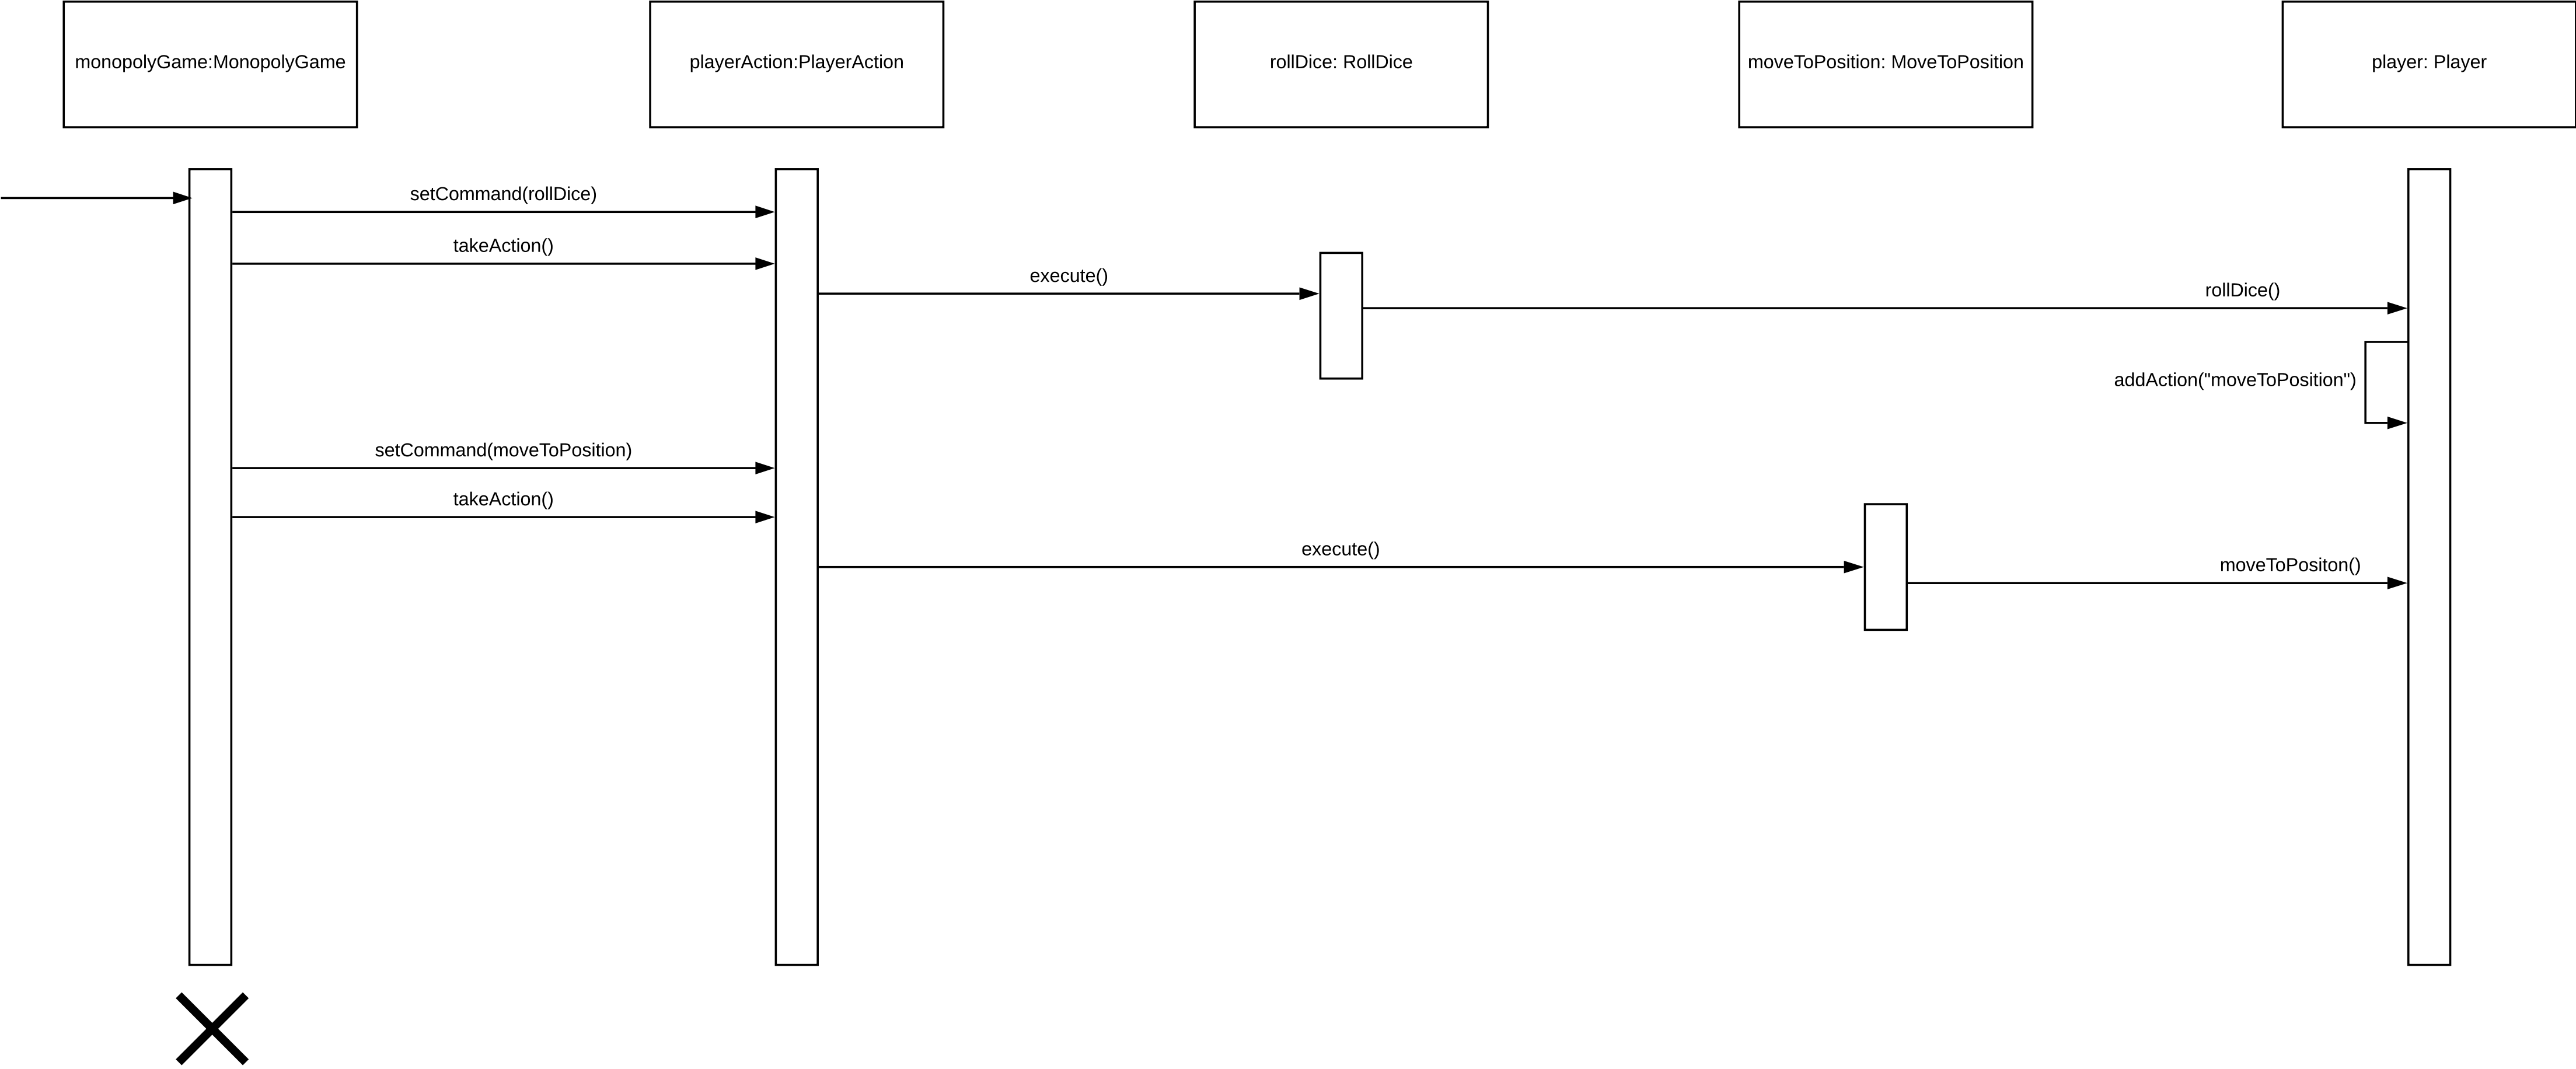 monopolyGame:MonopolyGame
playerAction:PlayerAction
rollDice: RollDice
moveToPosition: MoveToPosition
player: Player
setCommand(rollDice)
takeAction()
execute()
rollDice()
addAction("moveToPosition")
setCommand(moveToPosition)
takeAction()
execute()
moveToPositon()